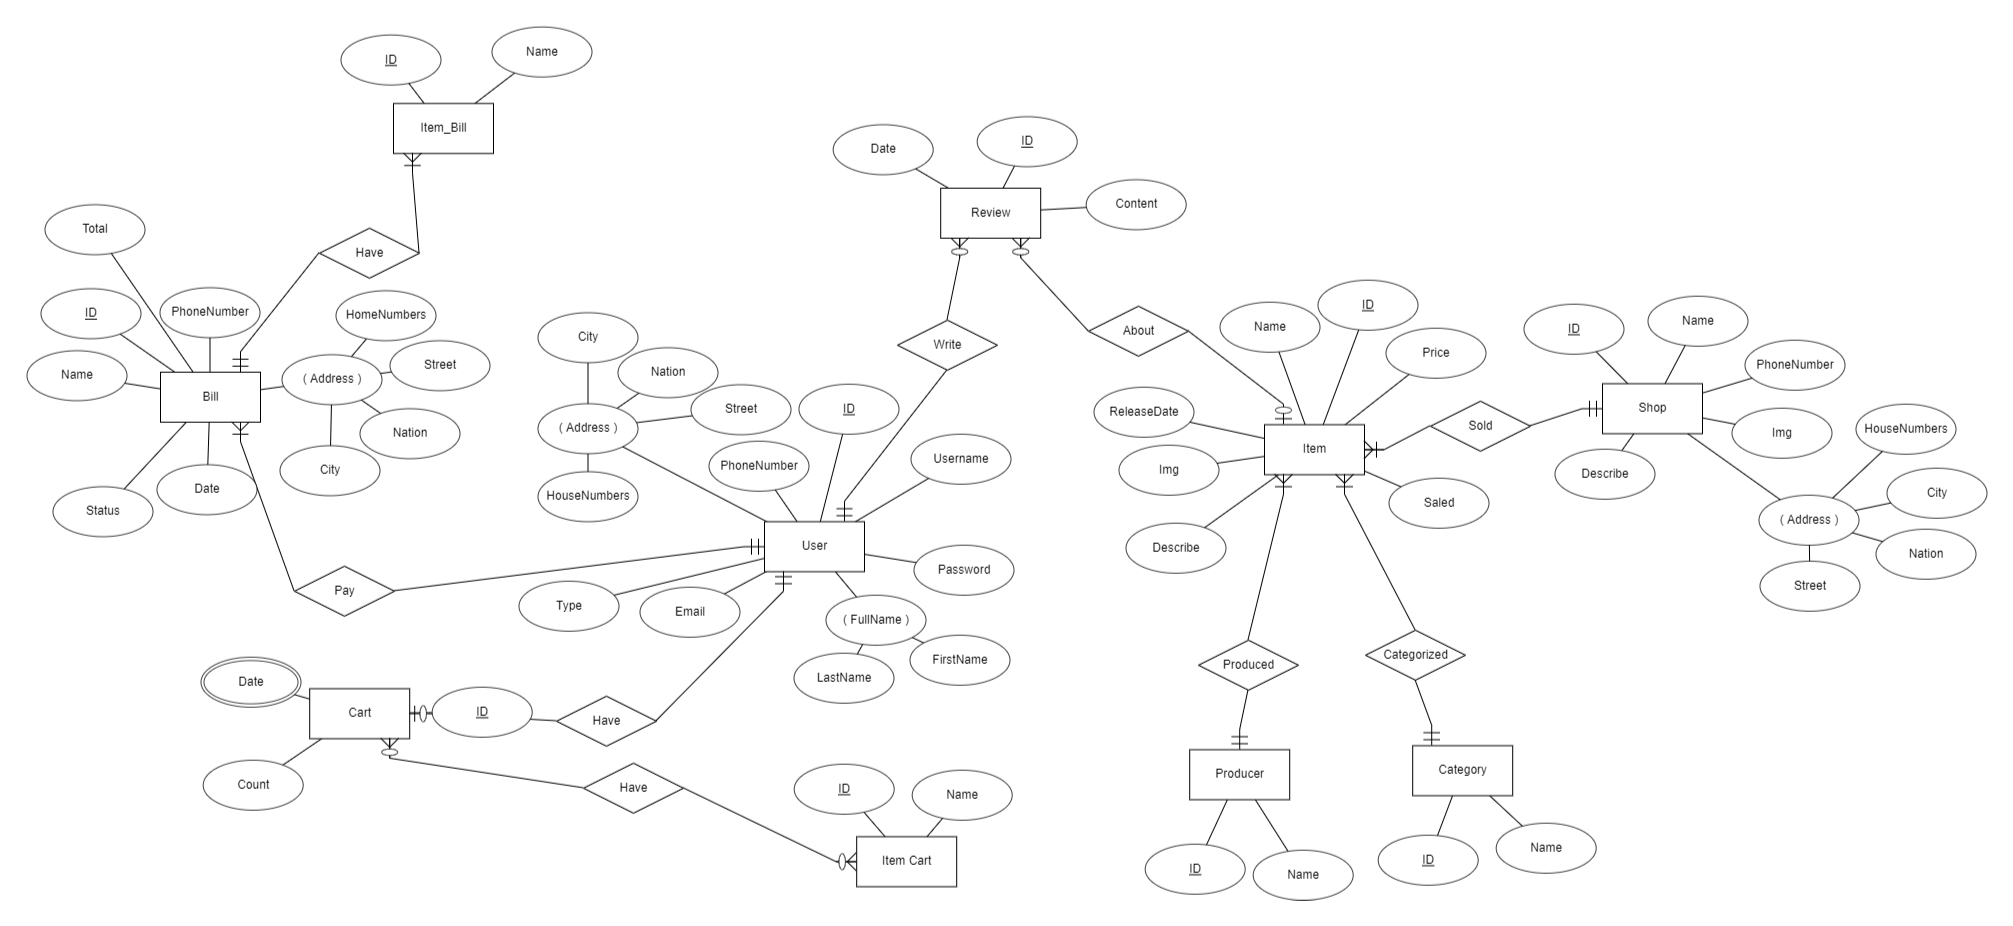 ID
Name
Item_Bill
Date
ID
Review
Content
Total
Have
ID
PhoneNumber
HomeNumbers
Name
( Address )
Street
Bill
Nation
City
Status
Date
City
Nation
Street
( Address )
HouseNumbers
PhoneNumber
ID
Username
Write
About
Name
ID
Price
ReleaseDate
Img
Item
Describe
Saled
Sold
ID
Name
PhoneNumber
Shop
Img
Describe
HouseNumbers
City
( Address )
Nation
Street
User
Password
Pay
Type
Email
( FullName )
LastName
FirstName
Date
Cart
ID
Have
Count
Have
ID
Name
Item Cart
Produced
Categorized
Producer
Category
ID
Name
ID
Name